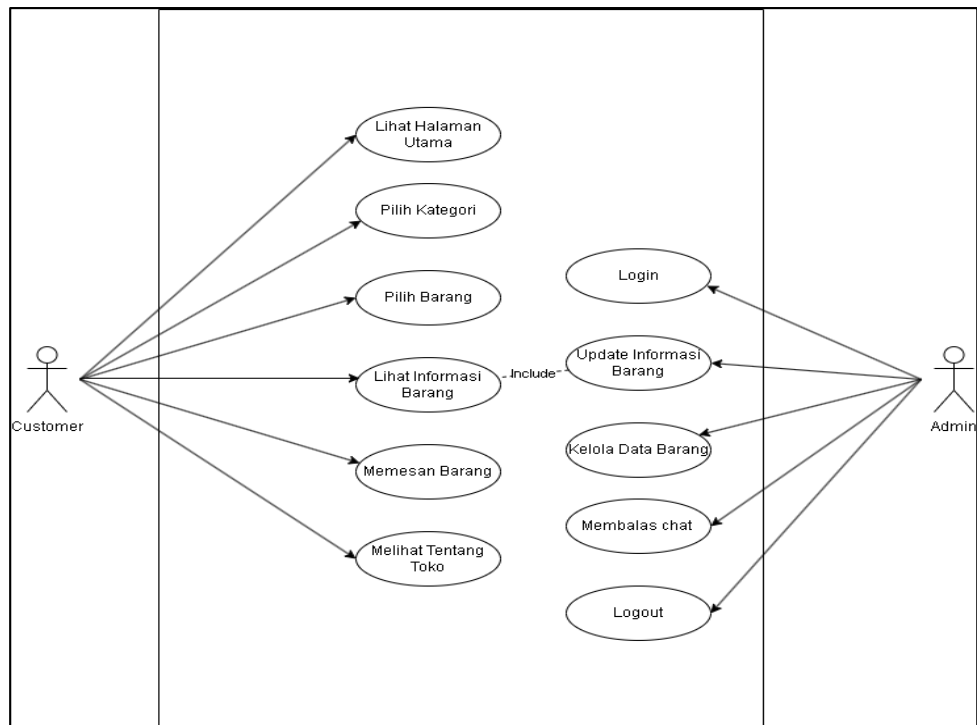 Lihat Halaman
Utama
Pilih Kategori
Pilih Barang
Lihat Informasi
Barang
Memesan Barang
Melihat Tentang
Toko
Customer
Include
Login
Update Informasi
Barang
Kelola Data Barang
Membalas chat
Logout
Admin